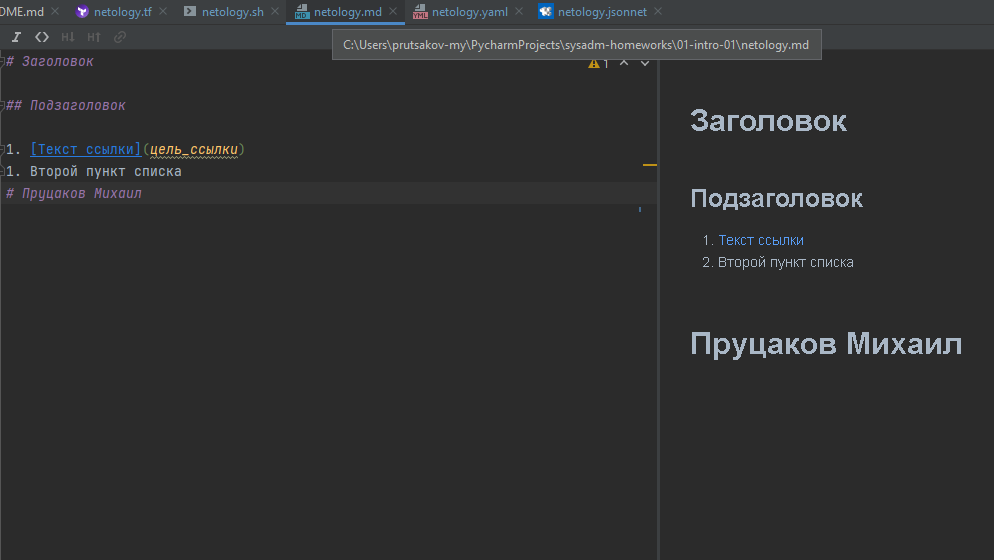 DME.md netology.tf netology.sh netology.md netology.yaml netology.jsonnet
I <> H↓ H↑
C:\Users\prutsakov-my\PycharmProjects\sysadm-homeworks\01-intro-01\netology.md
# Заголовок
1
## Подзаголовок
1. [Текст ссылки](цель_ссылки)
1. Второй пункт списка
# Пруцаков Михаил
Заголовок
Подзаголовок
1. Текст ссылки
2. Второй пункт списка
Пруцаков Михаил